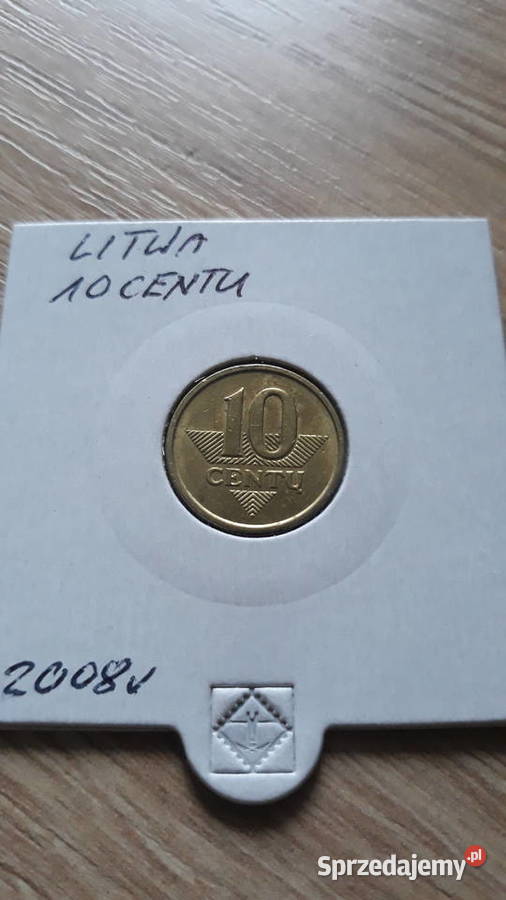 LITWA
10 CENTU
10
CENTŲ
2008r
Sprzedajemy.pl